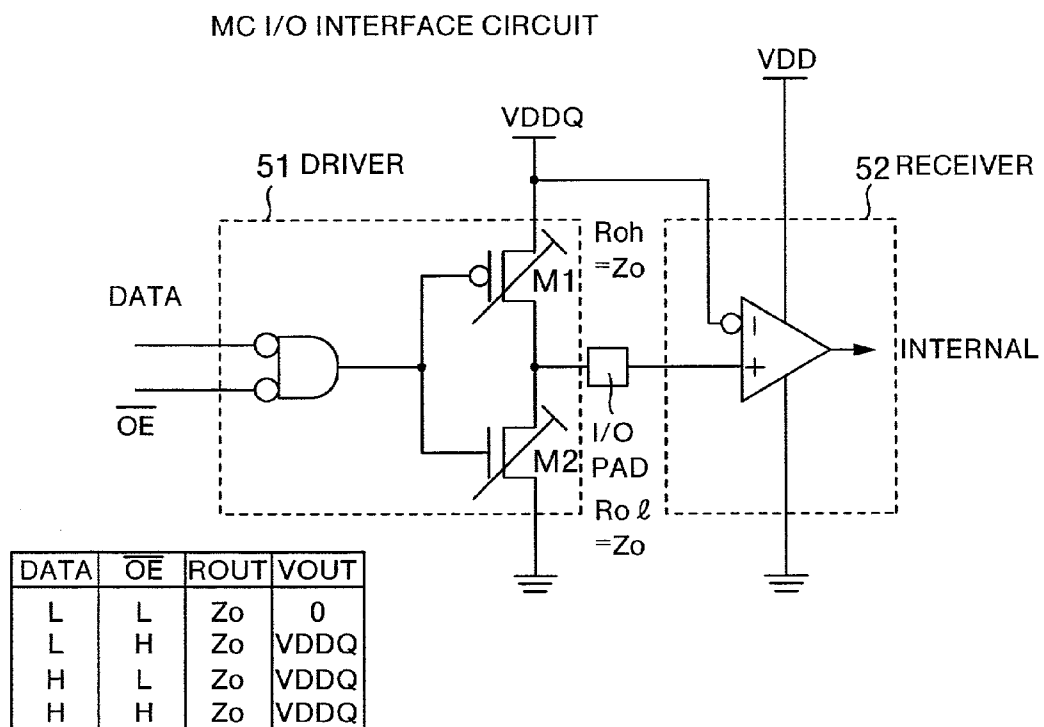 MC I/O INTERFACE CIRCUIT
VDD
VDDQ
51 DRIVER
52 RECEIVER
Roh
=Zo
M1
DATA
OE
−
+
INTERNAL
I/O
PAD
M2
Roℓ
=Zo
DATA OE ROUT VOUT
L L Zo 0
L H Zo VDDQ
H L Zo VDDQ
H H Zo VDDQ